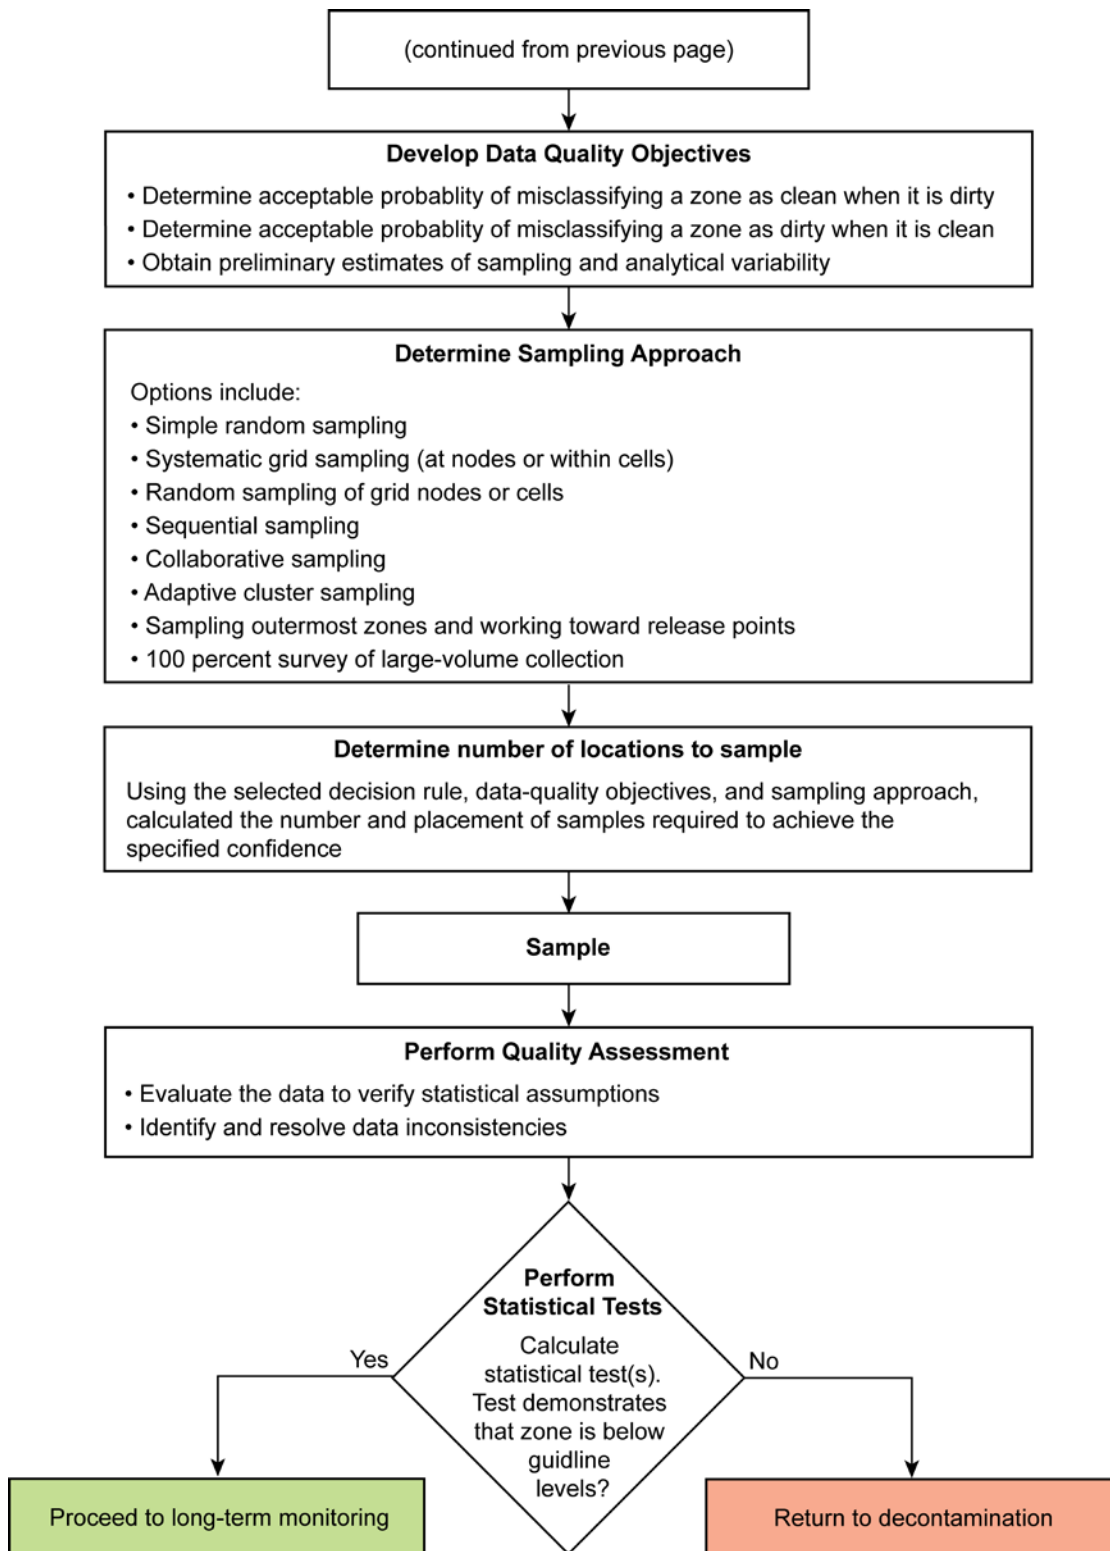 (continued from previous page)
Develop Data Quality Objectives
• Determine acceptable probablity of misclassifying a zone as clean when it is dirty
• Determine acceptable probablity of misclassifying a zone as dirty when it is clean
• Obtain preliminary estimates of sampling and analytical variability
Determine Sampling Approach
Options include:
• Simple random sampling
• Systematic grid sampling (at nodes or within cells)
• Random sampling of grid nodes or cells
• Sequential sampling
• Collaborative sampling
• Adaptive cluster sampling
• Sampling outermost zones and working toward release points
• 100 percent survey of large-volume collection
Determine number of locations to sample
Using the selected decision rule, data-quality objectives, and sampling approach,
calculated the number and placement of samples required to achieve the
specified confidence
Sample
Perform Quality Assessment
• Evaluate the data to verify statistical assumptions
• Identify and resolve data inconsistencies
Perform
Statistical Tests
Calculate
statistical test(s).
Test demonstrates
that zone is below
guidline
levels?
Yes
No
Proceed to long-term monitoring
Return to decontamination